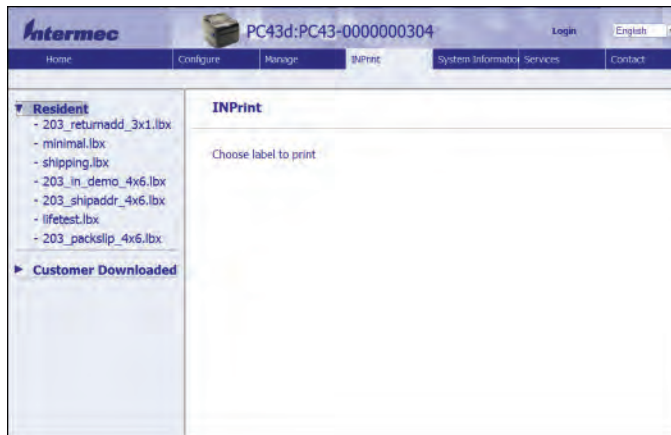 Intermec
PC43d:PC43-0000000304
Login
English
Home
Configure
Manage
INPrint
System Informatio
Services
Contact
Resident
- 203_returnadd_3x1.lbx
- minimal.lbx
- shipping.lbx
- 203_in_demo_4x6.lbx
- 203_shipaddr_4x6.lbx
- lifetest.lbx
- 203_packslip_4x6.lbx
Customer Downloaded
INPrint
Choose label to print